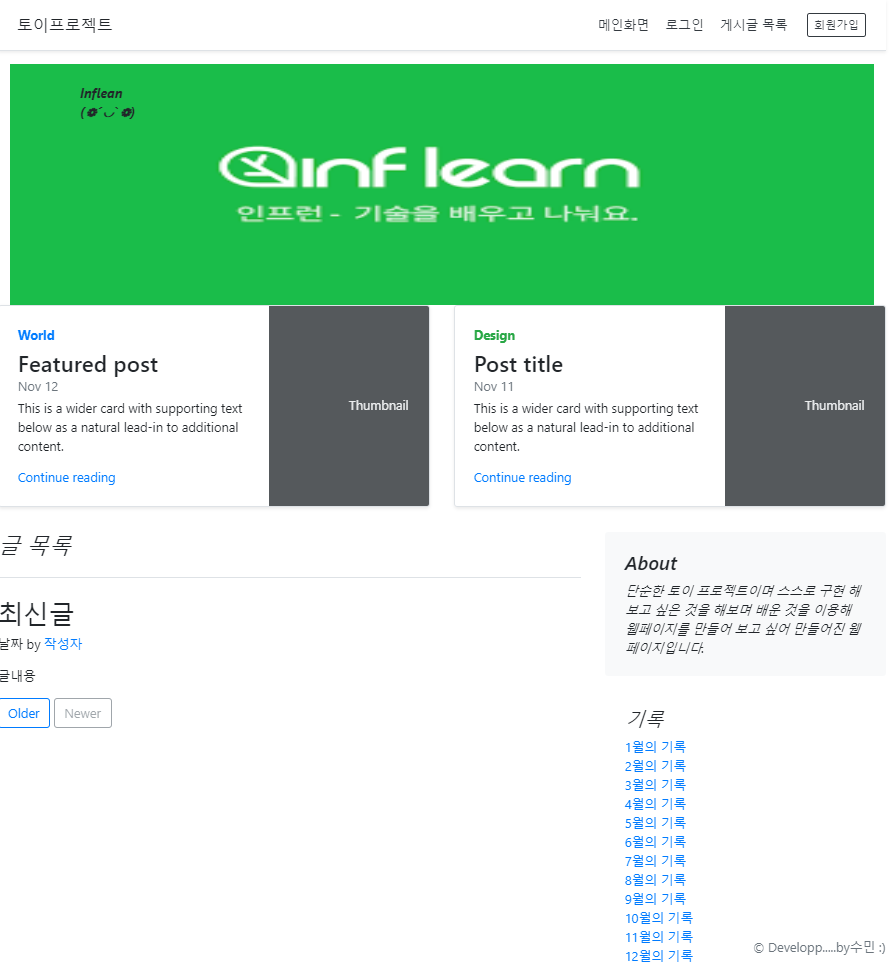 토이프로젝트
메인화면 로그인 게시글 목록 회원가입
Inflean
(❁´◡`❁)
inflearn
인프런 - 기술을 배우고 나눠요.
World
Featured post
Nov 12
This is a wider card with supporting text
below as a natural lead-in to additional
content.
Continue reading
Thumbnail
Design
Post title
Nov 11
This is a wider card with supporting text
below as a natural lead-in to additional
content.
Continue reading
Thumbnail
글 목록
최신글
날짜 by 작성자
글내용
Older Newer
About
단순한 토이 프로젝트이며 스스로 구현 해
보고 싶은 것을 해보며 배운 것을 이용해
웹페이지를 만들어 보고 싶어 만들어진 웹
페이지입니다.
기록
1월의 기록
2월의 기록
3월의 기록
4월의 기록
5월의 기록
6월의 기록
7월의 기록
8월의 기록
9월의 기록
10월의 기록
11월의 기록
12월의 기록
© Developp.....by수민 :)